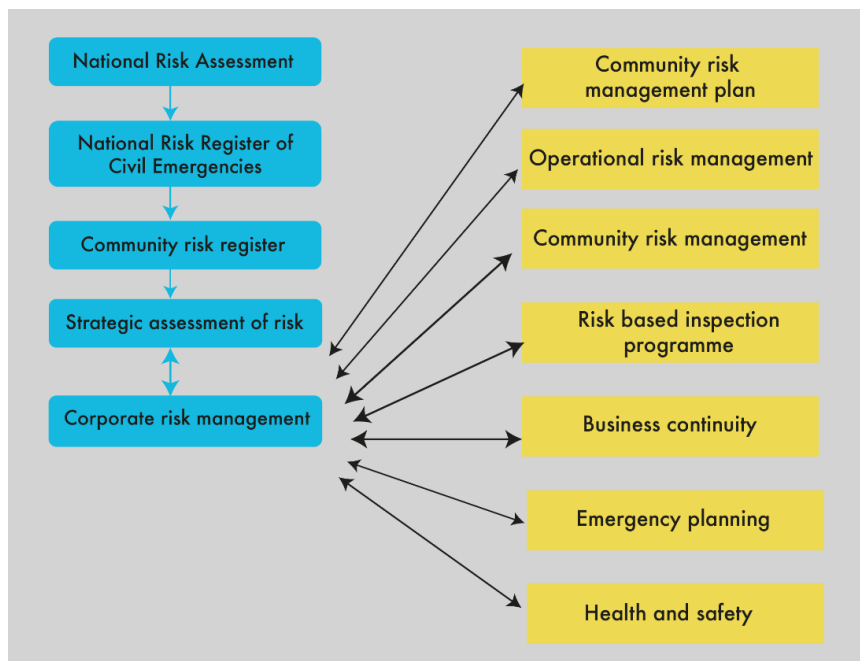 National Risk Assessment
National Risk Register of
Civil Emergencies
Community risk register
Strategic assessment of risk
Corporate risk management
Community risk
management plan
Operational risk management
Community risk management
Risk based inspection
programme
Business continuity
Emergency planning
Health and safety